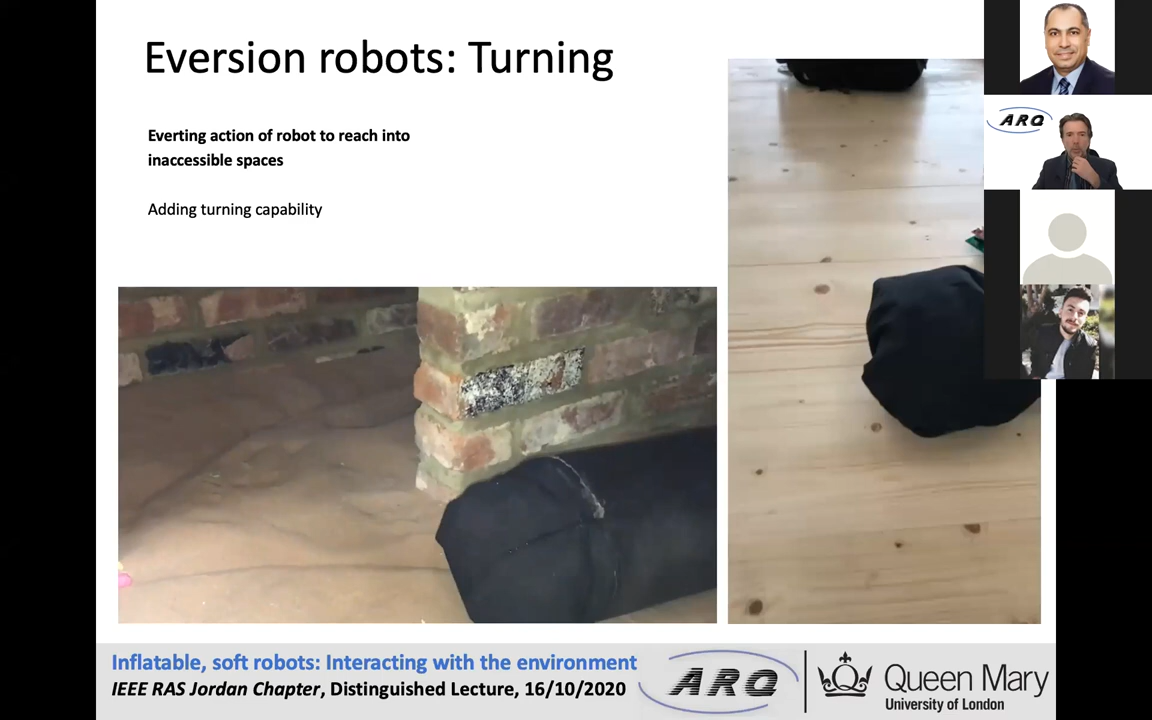 Eversion robots: Turning
Everting action of robot to reach into
inaccessible spaces
Adding turning capability
ARQ
Inflatable, soft robots: Interacting with the environment
IEEE RAS Jordan Chapter, Distinguished Lecture, 16/10/2020
ARQ
Queen Mary
University of London